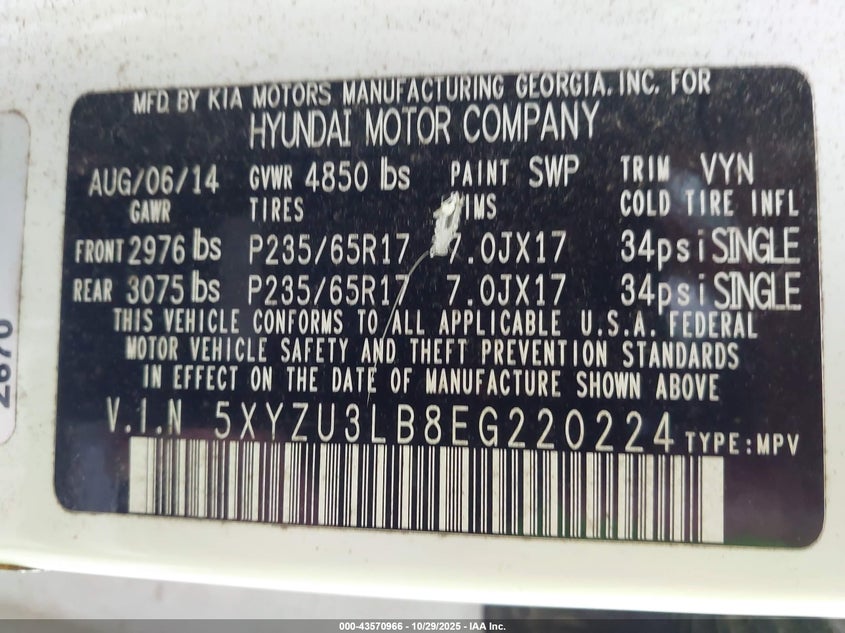 MFD. BY KIA MOTORS MANUFACTURING GEORGIA, INC. FOR
HYUNDAI MOTOR COMPANY
AUG/06/14 GVWR 4850 lbs PAINT SWP TRIM VYN
GAWR TIRES COLD TIRE INFL
FRONT 2976 lbs P235/65R17 7.0JX17 34psi SINGLE
REAR 3075 lbs P235/65R17 7.0JX17 34psi SINGLE
THIS VEHICLE CONFORMS TO ALL APPLICABLE U.S.A. FEDERAL
MOTOR VEHICLE SAFETY AND THEFT PREVENTION STANDARDS
IN EFFECT ON THE DATE OF MANUFACTURE SHOWN ABOVE
V.I.N 5XYZU3LB8EG220224 TYPE:MPV
000-43570966 - 10/29/2025 - IAA Inc.